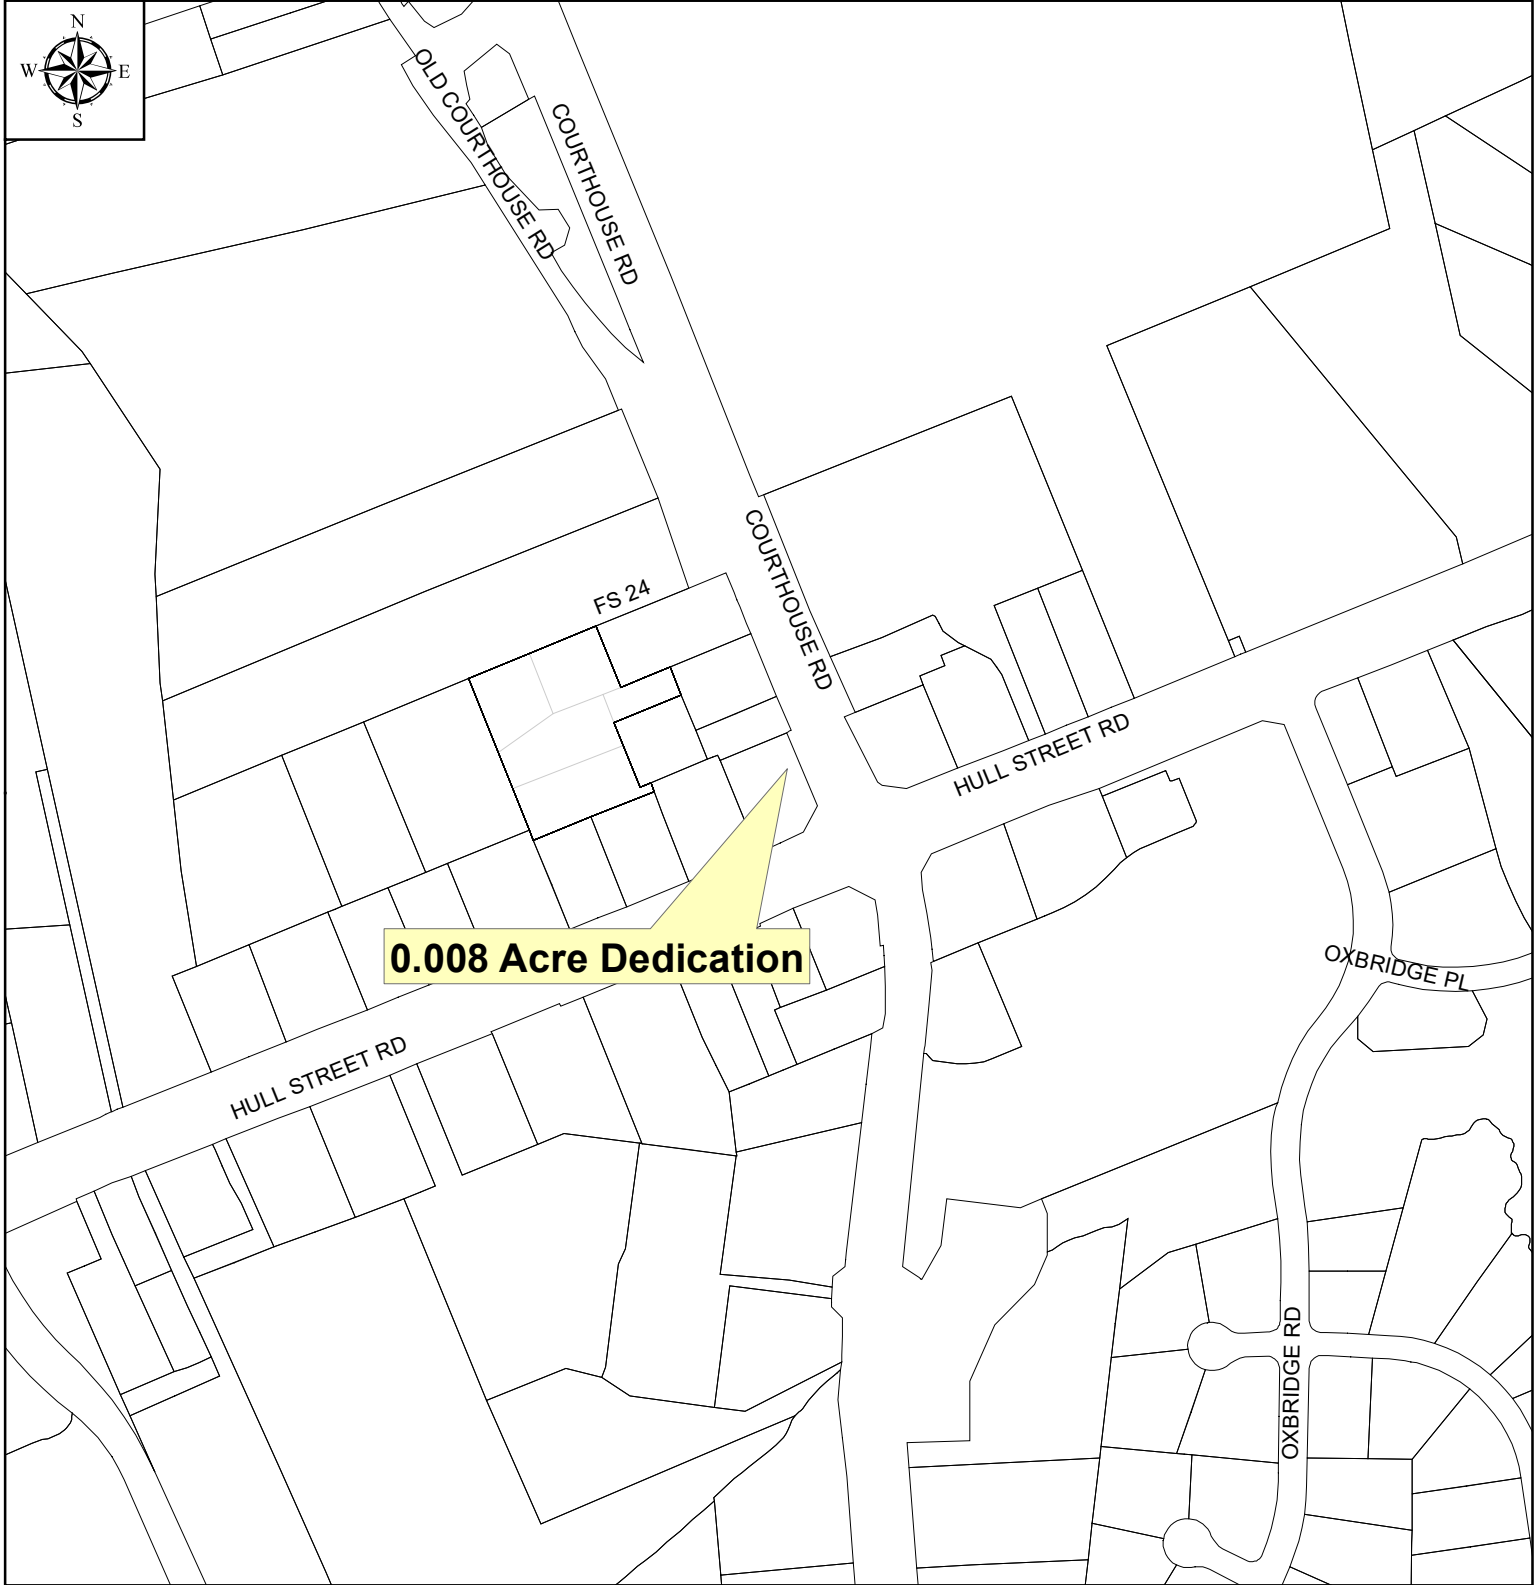 N
W E
S
OLD COURTHOUSE RD
COURTHOUSE RD
COURTHOUSE RD
FS 24
HULL STREET RD
0.008 Acre Dedication
OXBRIDGE PL
HULL STREET RD
OXBRIDGE RD